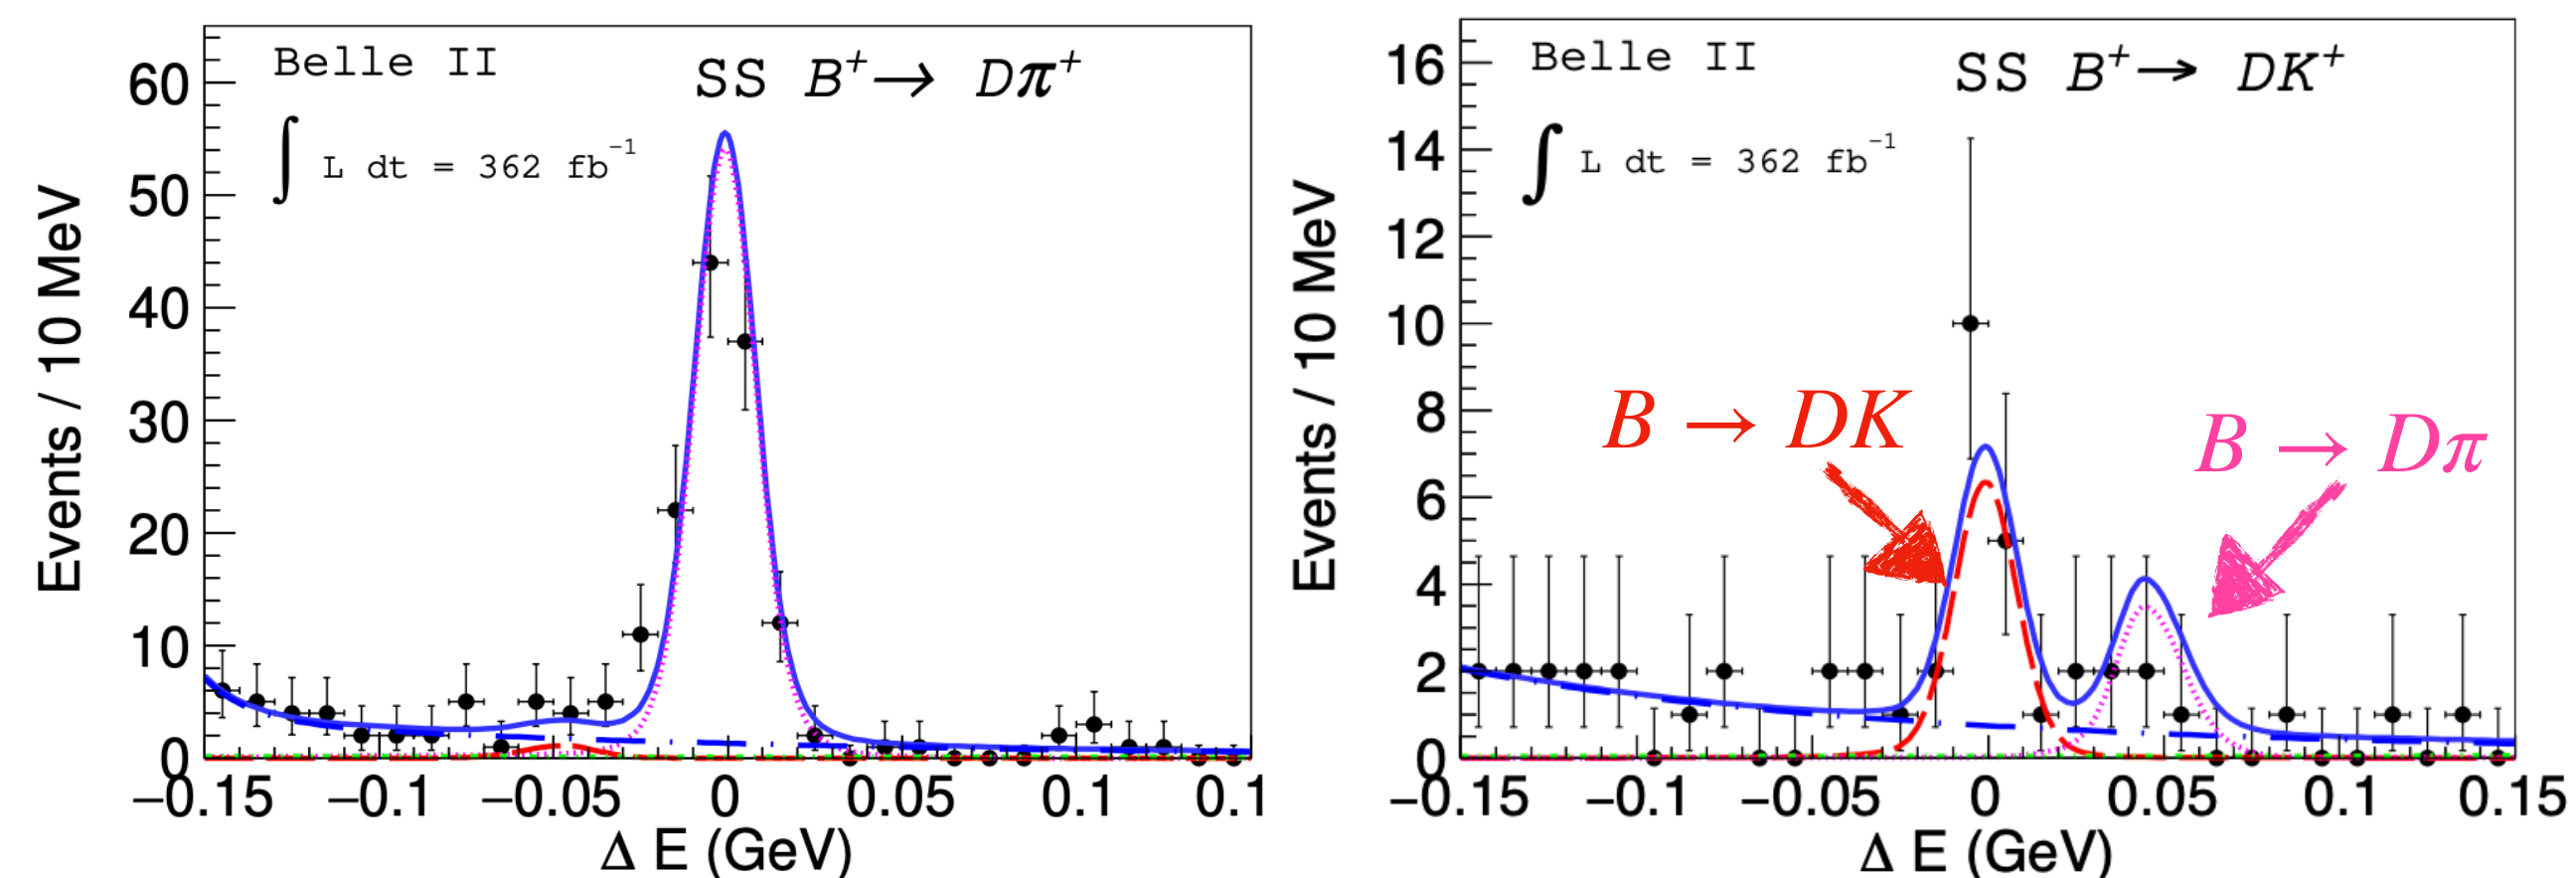 Belle II
SS B⁺→ Dπ⁺
∫ L dt = 362 fb⁻¹
Events / 10 MeV
60
50
40
30
20
10
0
−0.15 −0.1 −0.05 0 0.05 0.1 0.1
Δ E (GeV)
Belle II
SS B⁺→ DK⁺
∫ L dt = 362 fb⁻¹
Events / 10 MeV
16
14
12
10
8
6
4
2
0
B → DK
B → Dπ
−0.15 −0.1 −0.05 0 0.05 0.1 0.15
Δ E (GeV)